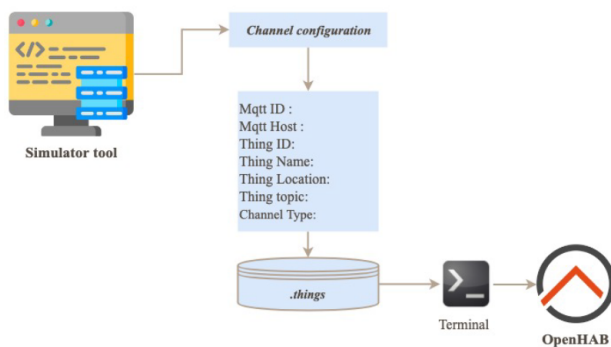 Channel configuration
Simulator tool
Mqtt ID :
Mqtt Host :
Thing ID:
Thing Name:
Thing Location:
Thing topic:
Channel Type:
.things
Terminal
OpenHAB